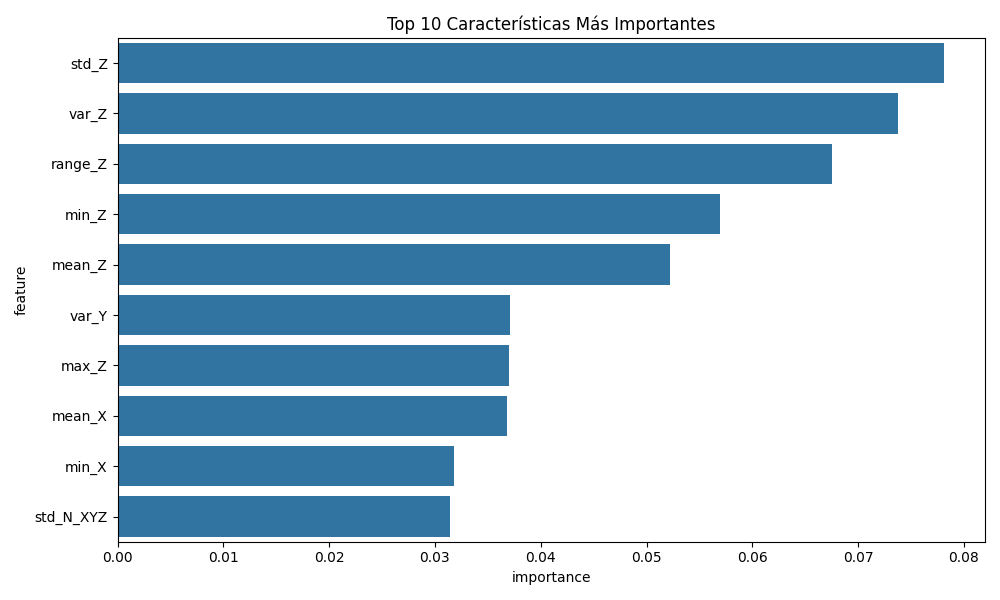 Top 10 Características Más Importantes
feature
std_Z
var_Z
range_Z
min_Z
mean_Z
var_Y
max_Z
mean_X
min_X
std_N_XYZ
0.00 0.01 0.02 0.03 0.04 0.05 0.06 0.07 0.08
importance